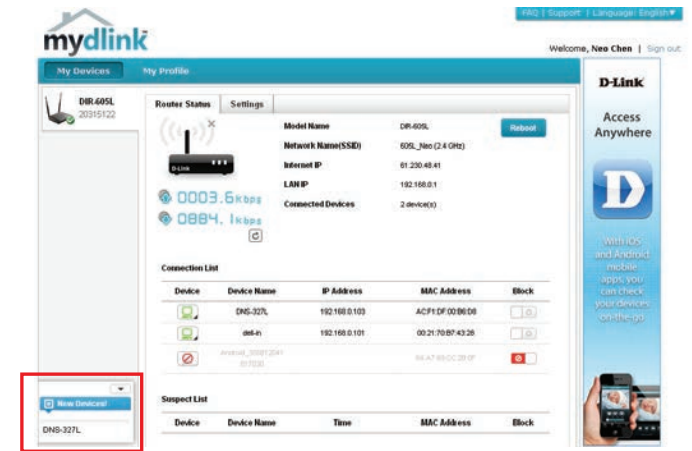 FAQ | Support | Language: English
mydlink
Welcome, Neo Chen | Sign out
My Devices My Profile
DIR-605L
20315122
Router Status Settings
Model Name DIR-605L Reboot
Network Name(SSID) 605L_Neo (2.4 GHz)
Internet IP 61.230.48.41
LAN IP 192.168.0.1
Connected Devices 2 device(s)
D-Link
0003.6Kbps
0884.1Kbps
Connection List
Device Device Name IP Address MAC Address Block
DNS-327L 192.168.0.103 AC:F1:DF:00:B6:D8
dell-in 192.168.0.101 00:21:70:B7:43:28
Suspect List
Device Device Name Time MAC Address Block
New Devices!
DNS-327L
D-Link
Access
Anywhere
D
With iOS
and Android
mobile
apps, you
can check
your devices
on-the-go